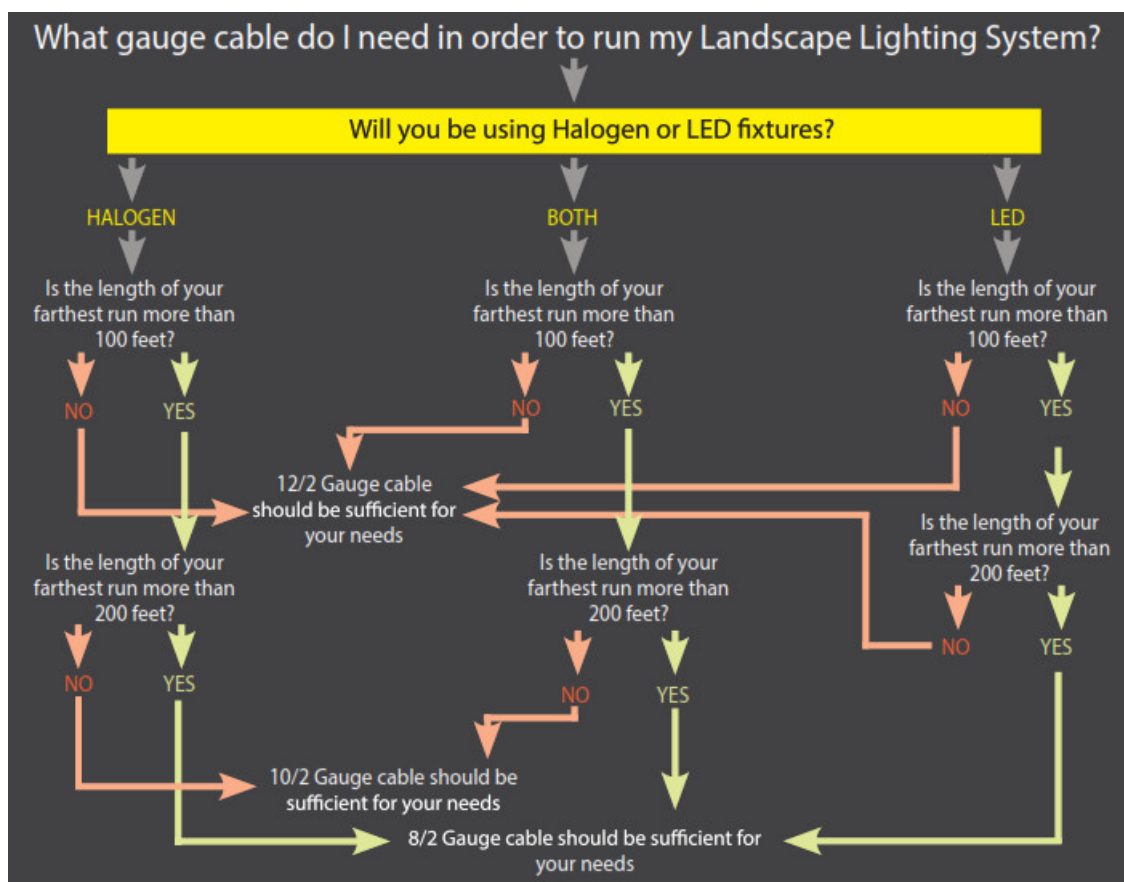 What gauge cable do I need in order to run my Landscape Lighting System?
Will you be using Halogen or LED fixtures?
HALOGEN
BOTH
LED
Is the length of your
farthest run more than
100 feet?
Is the length of your
farthest run more than
100 feet?
Is the length of your
farthest run more than
100 feet?
NO
YES
NO
YES
NO
YES
12/2 Gauge cable
should be sufficient for
your needs
Is the length of your
farthest run more than
200 feet?
Is the length of your
farthest run more than
200 feet?
Is the length of your
farthest run more than
200 feet?
NO
YES
NO
YES
NO
YES
10/2 Gauge cable should be
sufficient for your needs
8/2 Gauge cable should be sufficient for
your needs